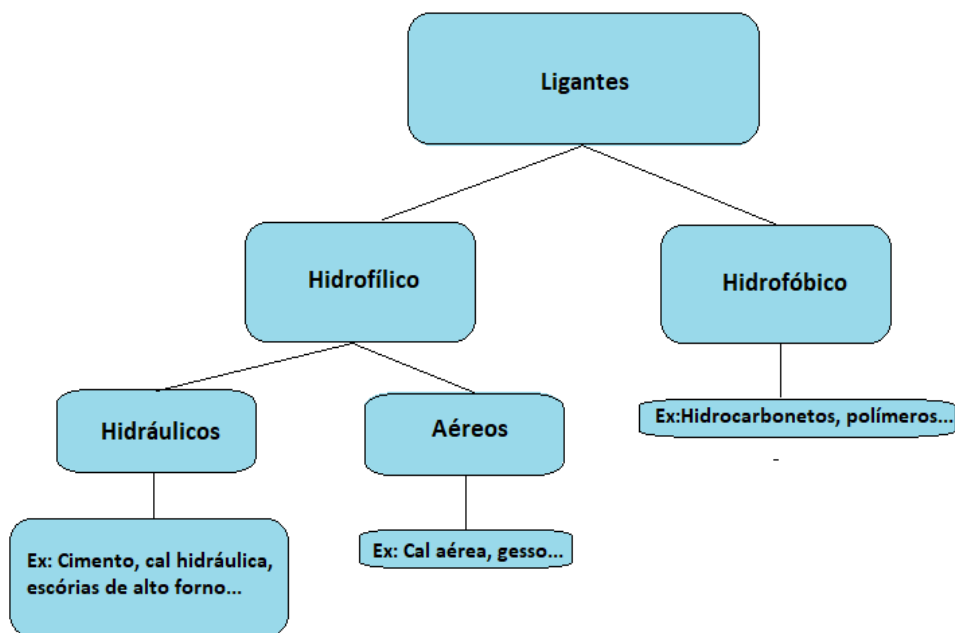 Ligantes
Hidrofílico
Hidrofóbico
Hidráulicos
Aéreos
Ex:Hidrocarbonetos, polímeros...
-
Ex: Cimento, cal hidráulica,
escórias de alto forno...
Ex: Cal aérea, gesso...